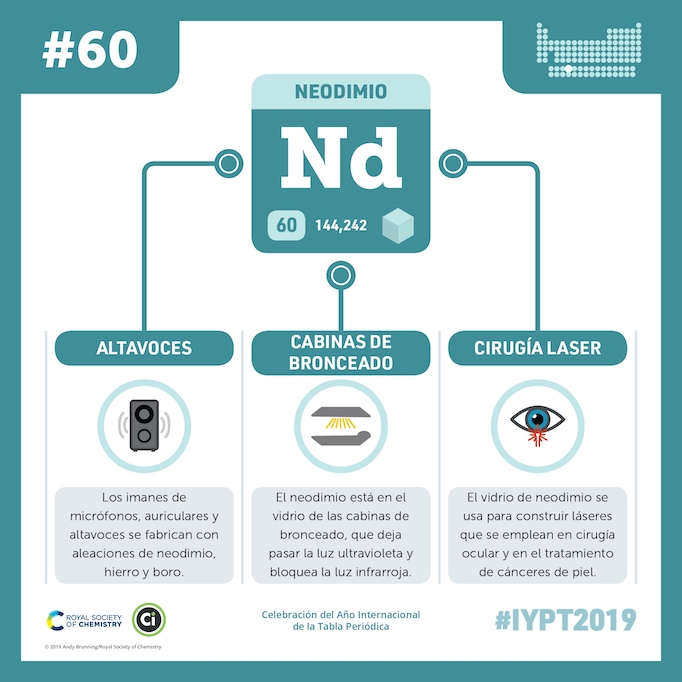 #60
NEODIMIO
Nd
60
144,242
ALTAVOCES
CABINAS DE
BRONCEADO
CIRUGÍA LASER
Los imanes de
micrófonos, auriculares y
altavoces se fabrican con
aleaciones de neodimio,
hierro y boro.
El neodimio está en el
vidrio de las cabinas de
bronceado, que deja
pasar la luz ultravioleta y
bloquea la luz infrarroja.
El vidrio de neodimio se
usa para construir láseres
que se emplean en cirugía
ocular y en el tratamiento
de cánceres de piel.
ROYAL SOCIETY
OF CHEMISTRY
Ci
Celebración del Año Internacional
de la Tabla Periódica
#IYPT2019
© 2019 Andy Brunning/Royal Society of Chemistry